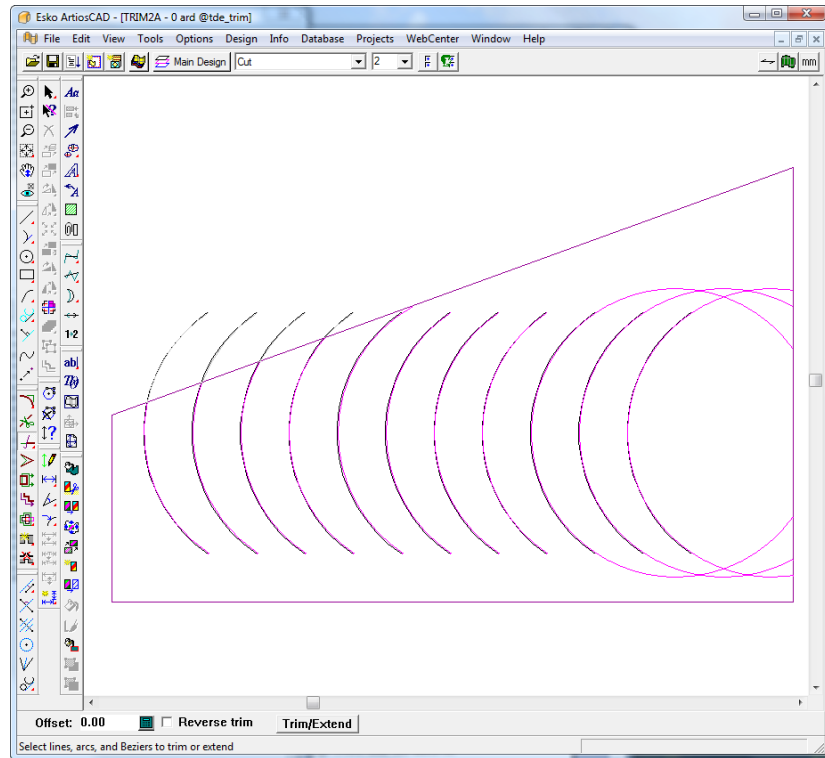 Esko ArtiosCAD - [TRIM2A - 0 ard @tde_trim]
File Edit View Tools Options Design Info Database Projects WebCenter Window Help
Main Design Cut 2 mm
Aa
A
A
1·2
ab
1?
Offset: 0.00 Reverse trim Trim/Extend
Select lines, arcs, and Beziers to trim or extend